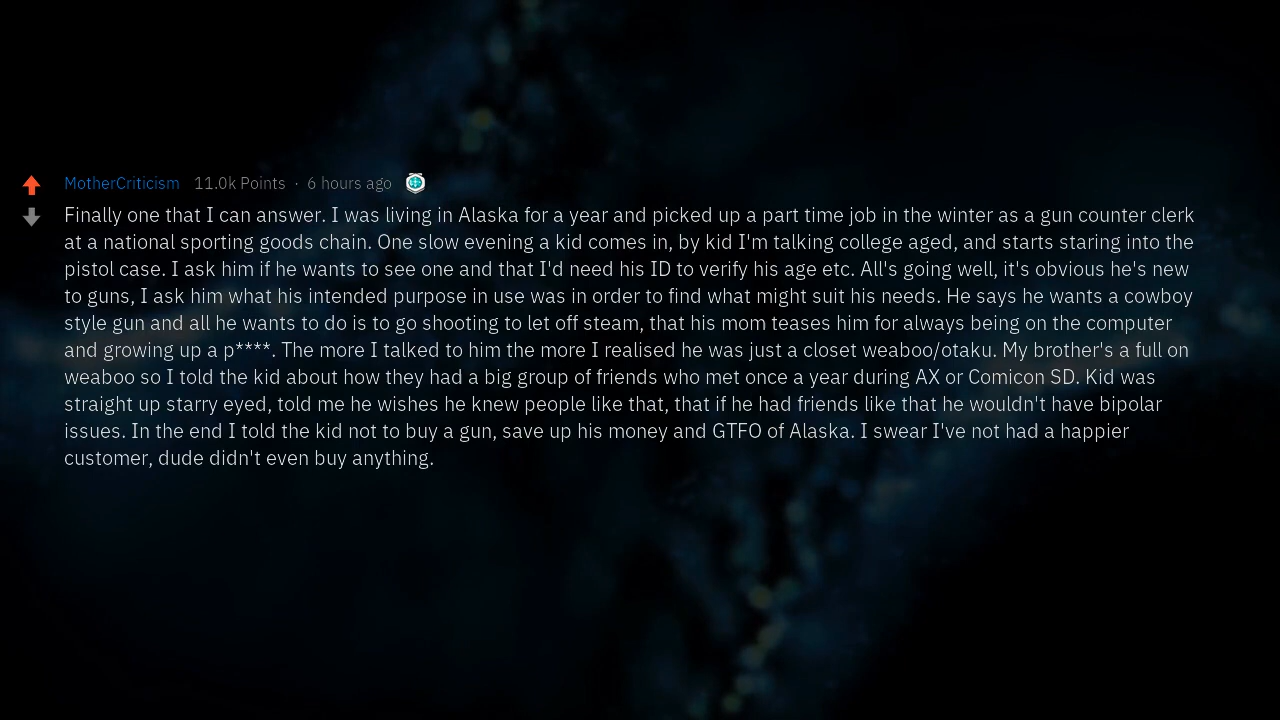 MotherCriticism 11.0k Points · 6 hours ago
Finally one that I can answer. I was living in Alaska for a year and picked up a part time job in the winter as a gun counter clerk
at a national sporting goods chain. One slow evening a kid comes in, by kid I'm talking college aged, and starts staring into the
pistol case. I ask him if he wants to see one and that I'd need his ID to verify his age etc. All's going well, it's obvious he's new
to guns, I ask him what his intended purpose in use was in order to find what might suit his needs. He says he wants a cowboy
style gun and all he wants to do is to go shooting to let off steam, that his mom teases him for always being on the computer
and growing up a p****. The more I talked to him the more I realised he was just a closet weaboo/otaku. My brother's a full on
weaboo so I told the kid about how they had a big group of friends who met once a year during AX or Comicon SD. Kid was
straight up starry eyed, told me he wishes he knew people like that, that if he had friends like that he wouldn't have bipolar
issues. In the end I told the kid not to buy a gun, save up his money and GTFO of Alaska. I swear I've not had a happier
customer, dude didn't even buy anything.